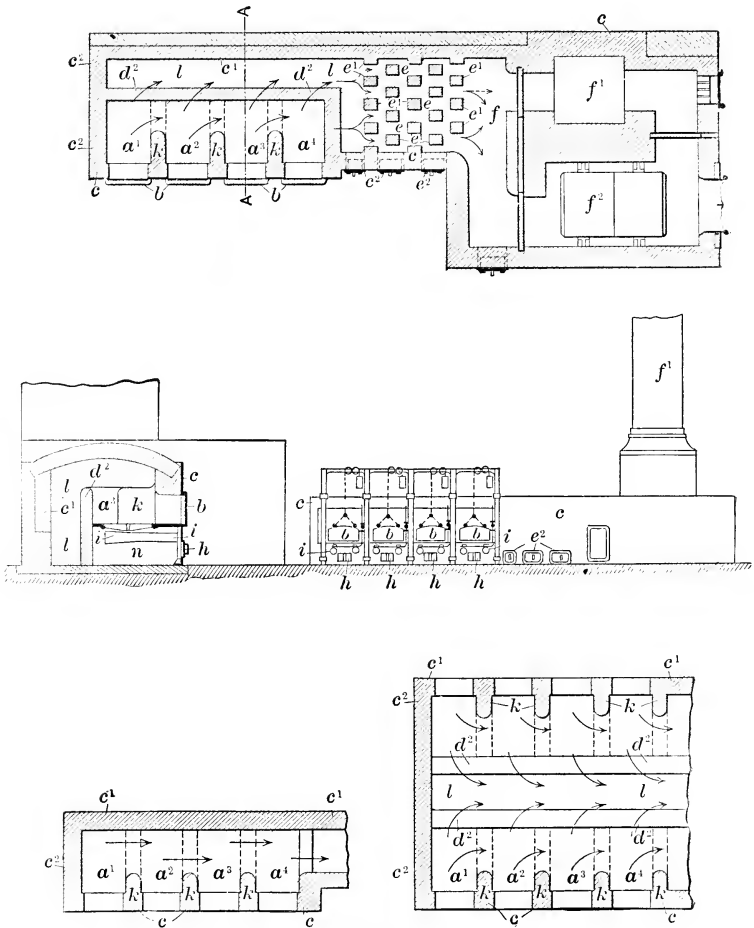 A
c
c² l c¹ l e¹ e e¹ f¹
d² d²
e¹ e e¹ f
a¹ a² a³ a⁴
k k k
e e
c² c
c b b A c² e² f²
f¹
l d² c
c¹ a³ k b
l i n i h
c c
b b b b
i i e²
h h h h
c¹ c¹
c² k k
d² d²
l l
d² d²
c² a¹ a² a³ a⁴
k k k k
c c
c¹ c¹
c² a¹ a² a³ a⁴
k k k
c c